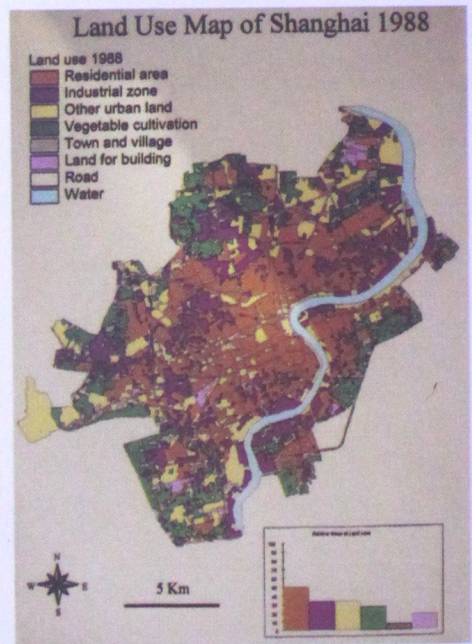 Land Use Map of Shanghai 1988
Land use 1988
Residential area
Industrial zone
Other urban land
Vegetable cultivation
Town and village
Land for building
Road
Water
N
W E
S
5 Km